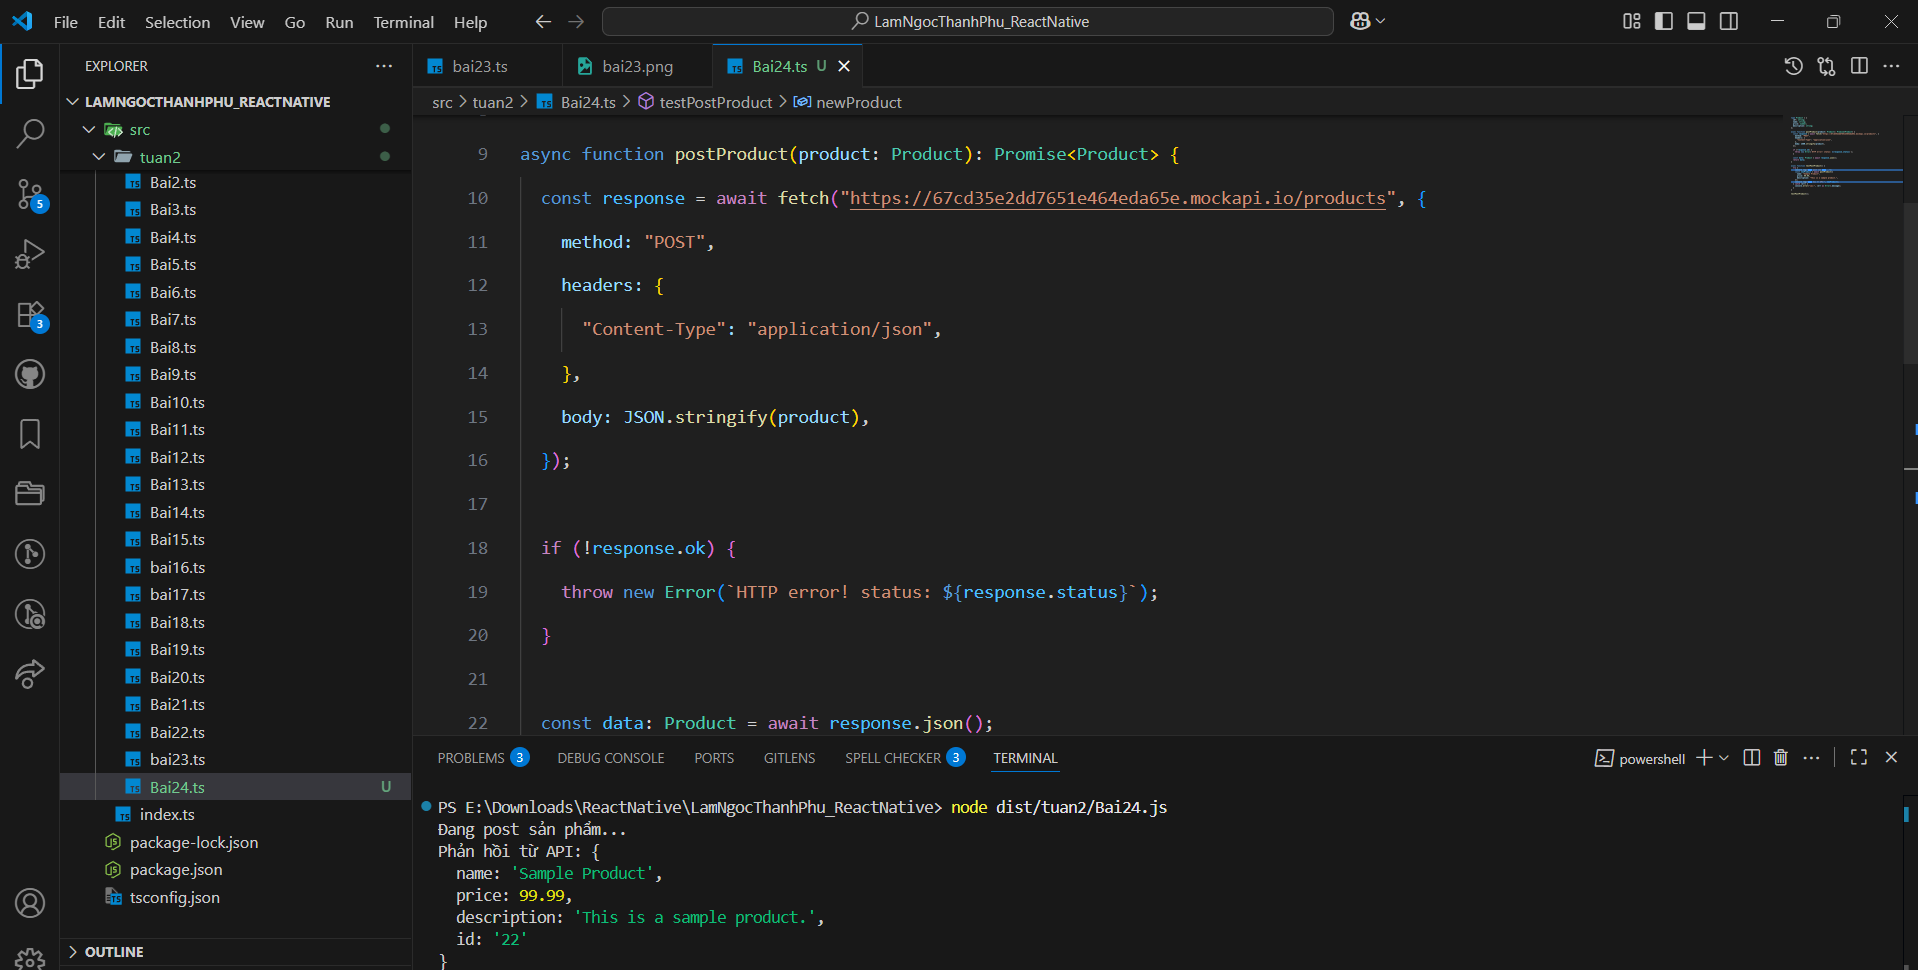 File Edit Selection View Go Run Terminal Help
LamNgocThanhPhu_ReactNative
EXPLORER
LAMNGOCTHANHPHU_REACTNATIVE
src
tuan2
Bai2.ts
Bai3.ts
Bai4.ts
Bai5.ts
Bai6.ts
Bai7.ts
Bai8.ts
Bai9.ts
Bai10.ts
Bai11.ts
Bai12.ts
Bai13.ts
Bai14.ts
Bai15.ts
bai16.ts
bai17.ts
Bai18.ts
Bai19.ts
Bai20.ts
Bai21.ts
Bai22.ts
bai23.ts
Bai24.ts U
index.ts
package-lock.json
package.json
tsconfig.json
OUTLINE
5
3
bai23.ts bai23.png Bai24.ts U
src > tuan2 > Bai24.ts > testPostProduct > newProduct
9 async function postProduct(product: Product): Promise<Product> {
10 const response = await fetch("https://67cd35e2dd7651e464eda65e.mockapi.io/products", {
11 method: "POST",
12 headers: {
13 "Content-Type": "application/json",
14 },
15 body: JSON.stringify(product),
16 });
17
18 if (!response.ok) {
19 throw new Error(`HTTP error! status: ${response.status}`);
20 }
21
22 const data: Product = await response.json();
PROBLEMS 3 DEBUG CONSOLE PORTS GITLENS SPELL CHECKER 3 TERMINAL
powershell
PS E:\Downloads\ReactNative\LamNgocThanhPhu_ReactNative> node dist/tuan2/Bai24.js
Đang post sản phẩm...
Phản hồi từ API: {
name: 'Sample Product',
price: 99.99,
description: 'This is a sample product.',
id: '22'
}